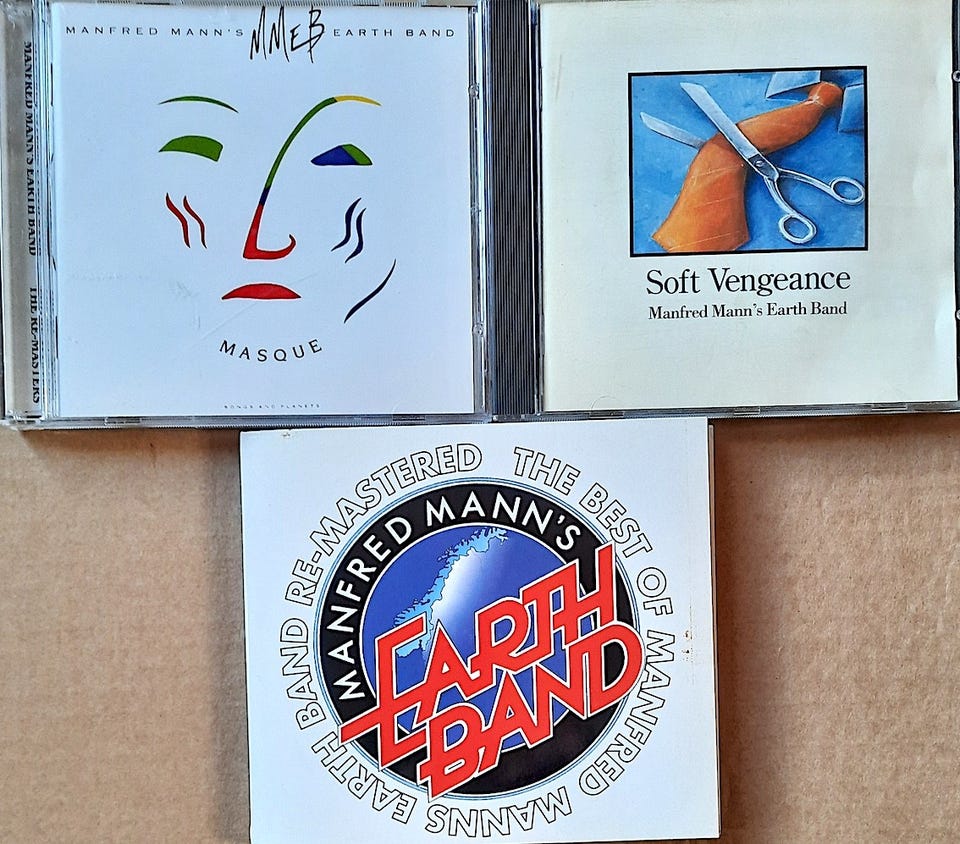 MANFRED MANN'S EARTH BAND THE RE-MASTERS
MANFRED MANN'S MMEB EARTH BAND
MASQUE
SONGS AND PLANETS
Soft Vengeance
Manfred Mann's Earth Band
THE BEST OF MANFRED MANNS EARTH BAND RE-MASTERED
MANFRED MANN'S
EARTH
BAND